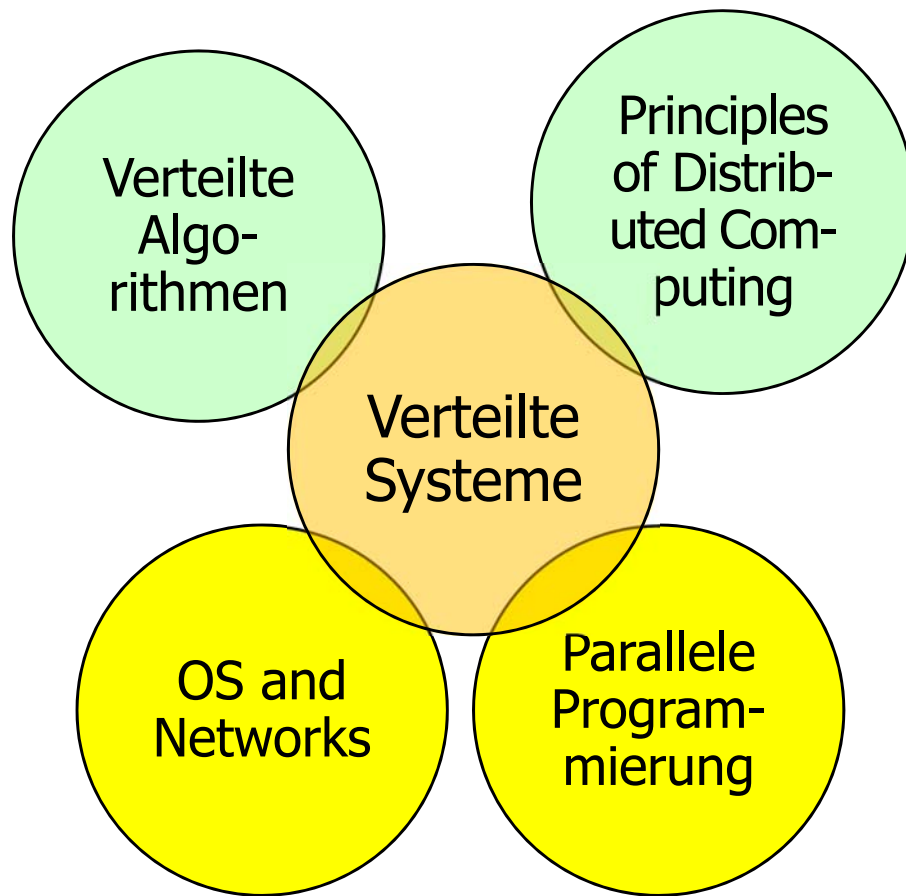 Verteilte
Algo-
rithmen
Principles
of Distrib-
uted Com-
puting
Verteilte
Systeme
OS and
Networks
Parallele
Program-
mierung